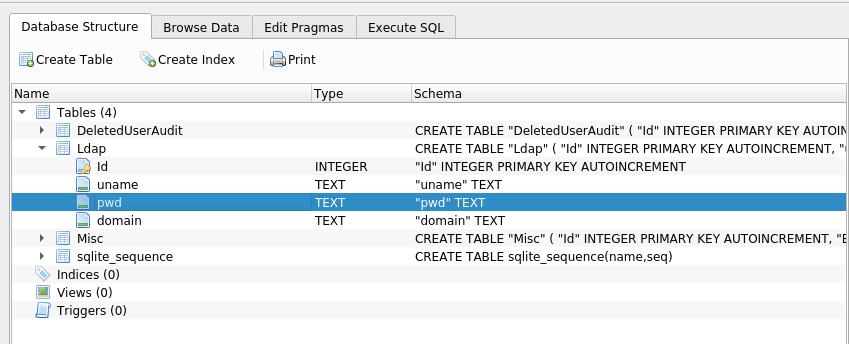 Database Structure Browse Data Edit Pragmas Execute SQL
Create Table Create Index Print
Name Type Schema
Tables (4)
DeletedUserAudit CREATE TABLE "DeletedUserAudit" ( "Id" INTEGER PRIMARY KEY AUTOIN
Ldap CREATE TABLE "Ldap" ( "Id" INTEGER PRIMARY KEY AUTOINCREMENT, "
Id INTEGER "Id" INTEGER PRIMARY KEY AUTOINCREMENT
uname TEXT "uname" TEXT
pwd TEXT "pwd" TEXT
domain TEXT "domain" TEXT
Misc CREATE TABLE "Misc" ( "Id" INTEGER PRIMARY KEY AUTOINCREMENT, "E
sqlite_sequence CREATE TABLE sqlite_sequence(name,seq)
Indices (0)
Views (0)
Triggers (0)